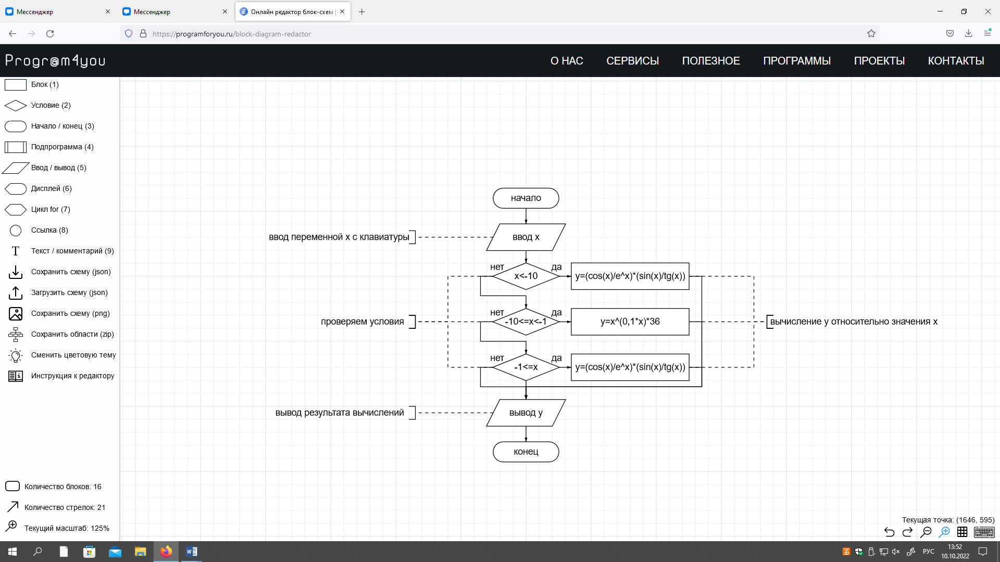 Мессенджер
Мессенджер
Онлайн редактор блок-схем |
https://programforyou.ru/block-diagram-redactor
Progr@m4you
О НАС
СЕРВИСЫ
ПОЛЕЗНОЕ
ПРОГРАММЫ
ПРОЕКТЫ
КОНТАКТЫ
Блок (1)
Условие (2)
Начало / конец (3)
Подпрограмма (4)
Ввод / вывод (5)
Дисплей (6)
Цикл for (7)
Ссылка (8)
T Текст / комментарий (9)
Сохранить схему (json)
Загрузить схему (json)
Сохранить схему (png)
Сохранить области (zip)
Сменить цветовую тему
Инструкция к редактору
Количество блоков: 16
Количество стрелок: 21
Текущий масштаб: 125%
начало
ввод переменной x с клавиатуры
ввод x
нет
да
x<-10
y=(cos(x)/e^x)*(sin(x)/tg(x))
нет
да
проверяем условия
-10<=x<-1
y=x^(0,1*x)*36
вычисление y относительно значения x
нет
да
-1<=x
y=(cos(x)/e^x)*(sin(x)/tg(x))
вывод результата вычислений
вывод y
конец
Текущая точка: (1646, 595)
РУС
13:52
10.10.2022